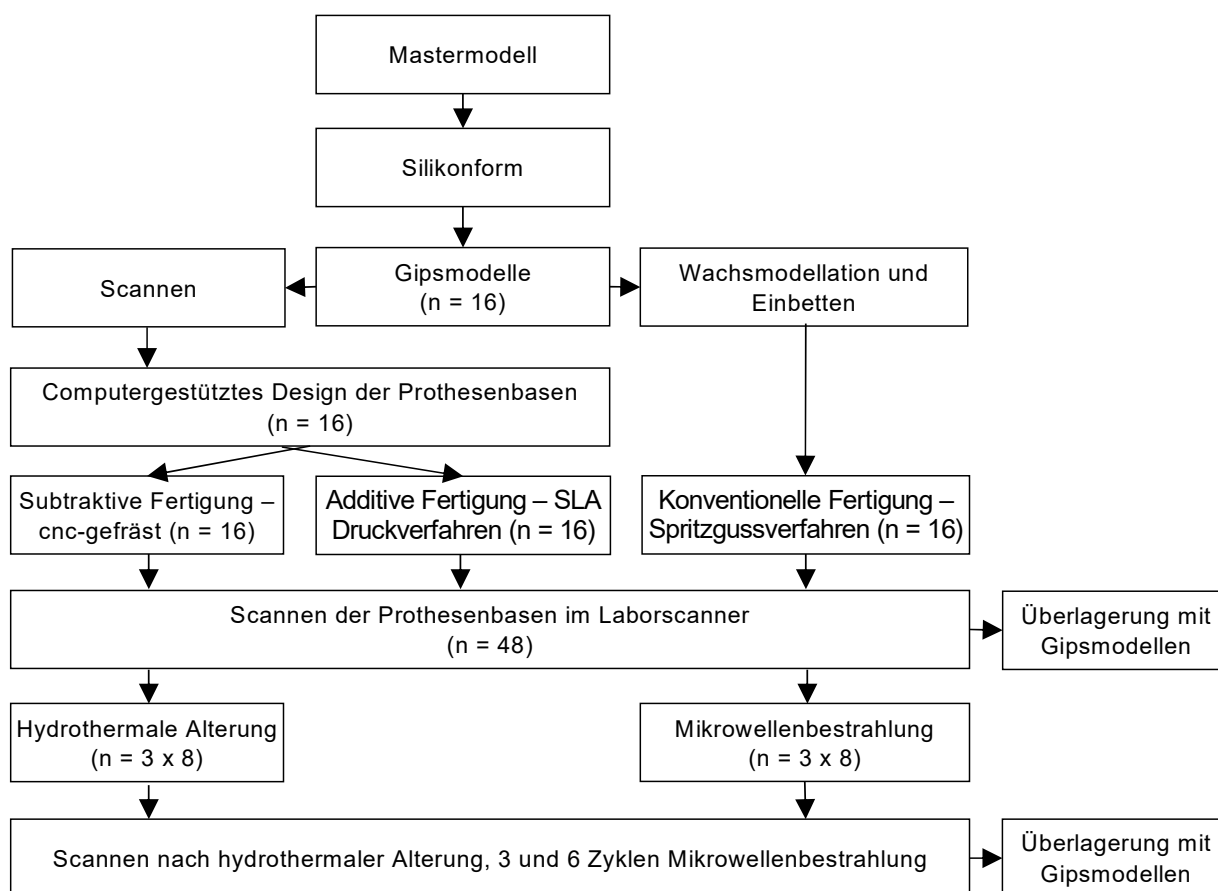 Mastermodell
Silikonform
Scannen
Gipsmodelle
(n = 16)
Wachsmodellation und
Einbetten
Computergestütztes Design der Prothesenbasen
(n = 16)
Subtraktive Fertigung –
cnc-gefräst (n = 16)
Additive Fertigung – SLA
Druckverfahren (n = 16)
Konventionelle Fertigung –
Spritzgussverfahren (n = 16)
Scannen der Prothesenbasen im Laborscanner
(n = 48)
Überlagerung mit
Gipsmodellen
Hydrothermale Alterung
(n = 3 x 8)
Mikrowellenbestrahlung
(n = 3 x 8)
Scannen nach hydrothermaler Alterung, 3 und 6 Zyklen Mikrowellenbestrahlung
Überlagerung mit
Gipsmodellen